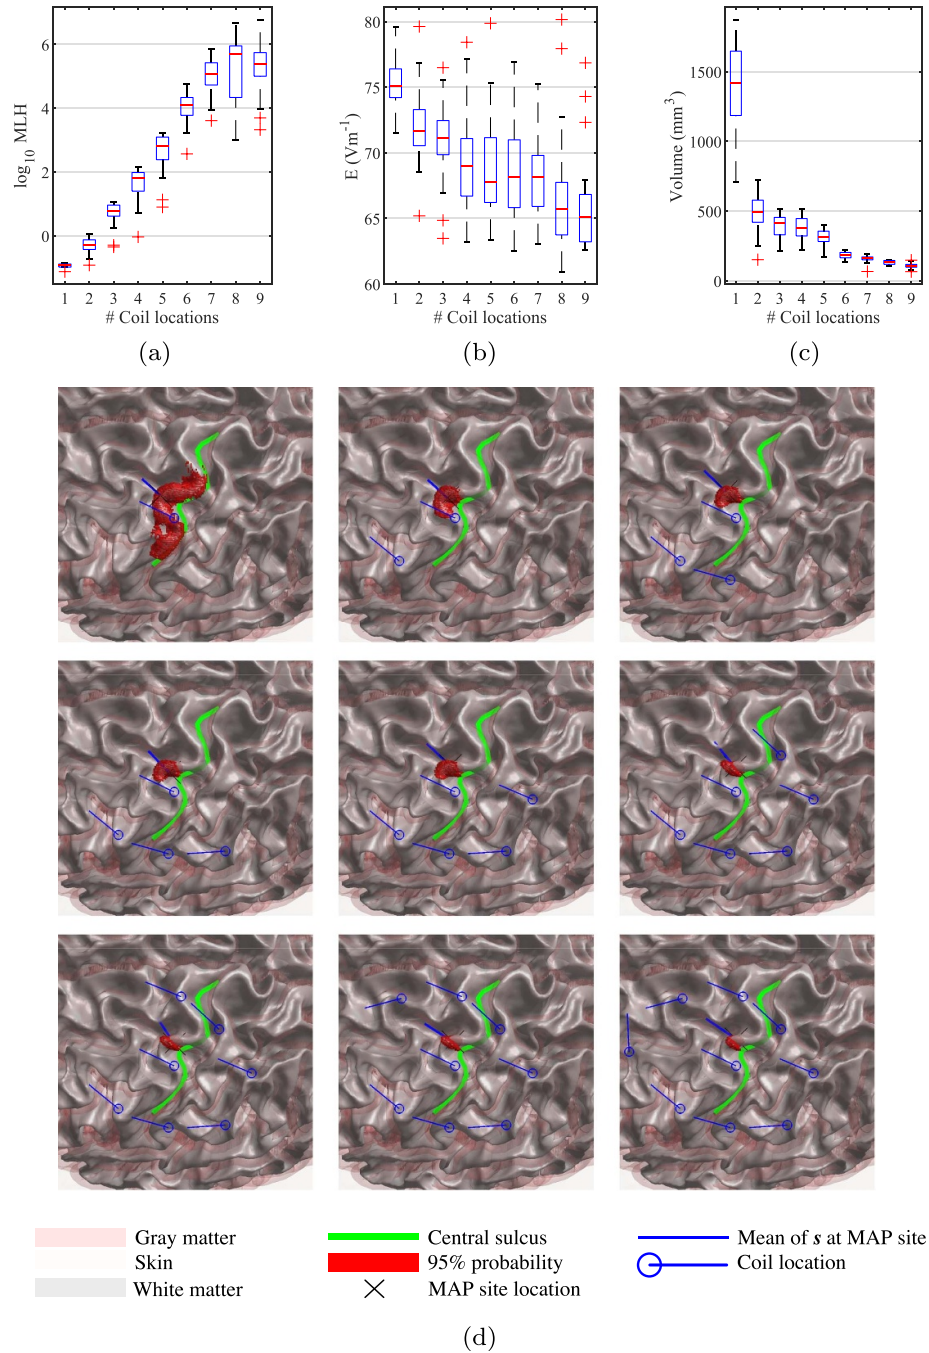 6
4
2
0
log10 MLH
1 2 3 4 5 6 7 8 9
# Coil locations
(a)
80
75
70
65
60
E (Vm-1)
1 2 3 4 5 6 7 8 9
# Coil locations
(b)
1500
1000
500
0
Volume (mm3)
1 2 3 4 5 6 7 8 9
# Coil locations
(c)
Gray matter
Skin
White matter
Central sulcus
95% probability
MAP site location
Mean of s at MAP site
Coil location
(d)